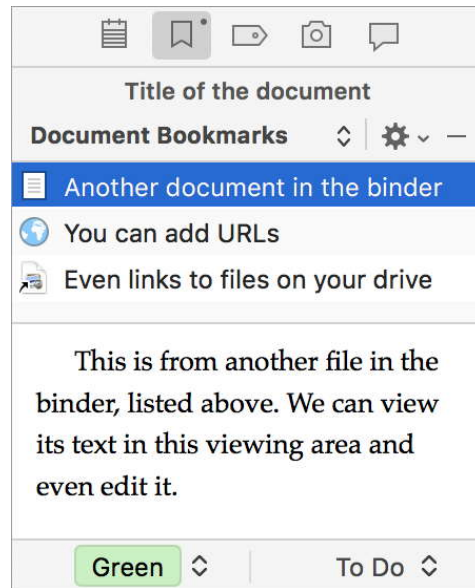 Title of the document
Document Bookmarks
Another document in the binder
You can add URLs
Even links to files on your drive
This is from another file in the
binder, listed above. We can view
its text in this viewing area and
even edit it.
Green To Do